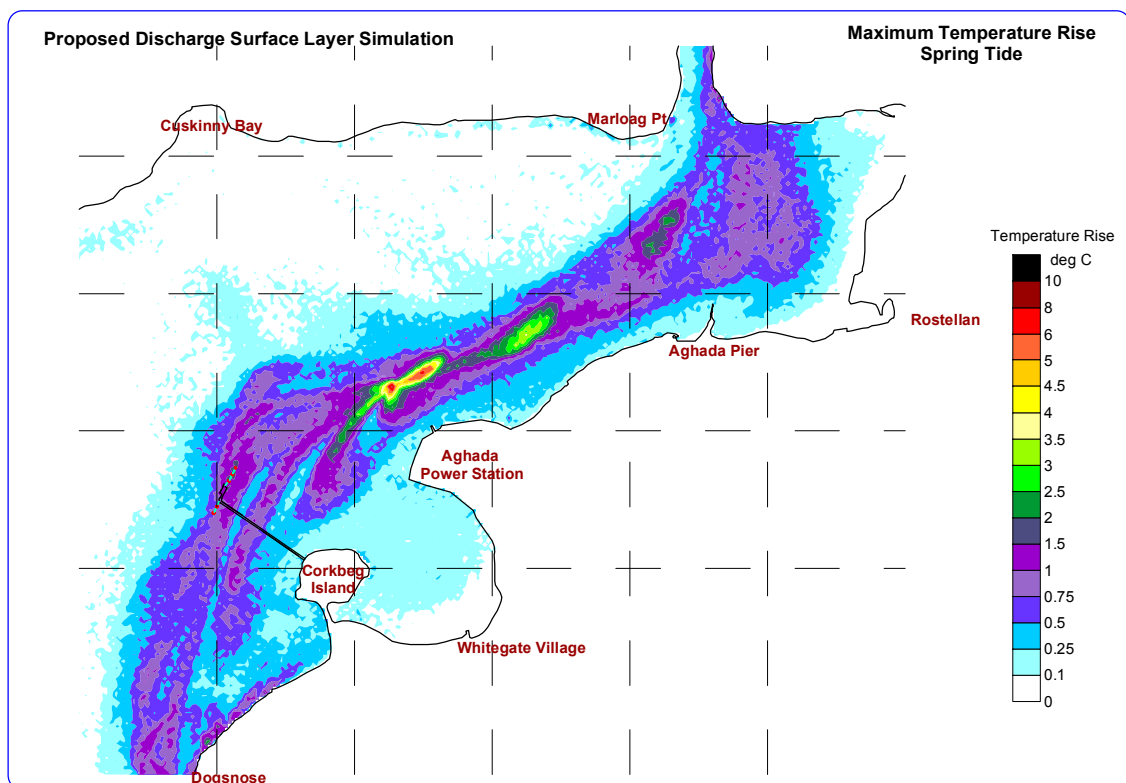 Proposed Discharge Surface Layer Simulation
Maximum Temperature Rise
Spring Tide
Cuskinny Bay
Marloag Pt
Temperature Rise
deg C
10
8
6
5
4.5
4
3.5
3
2.5
2
1.5
1
0.75
0.5
0.25
0.1
0
Rostellan
Aghada Pier
Aghada
Power Station
Corkbeg
Island
Whitegate Village
Dogsnose